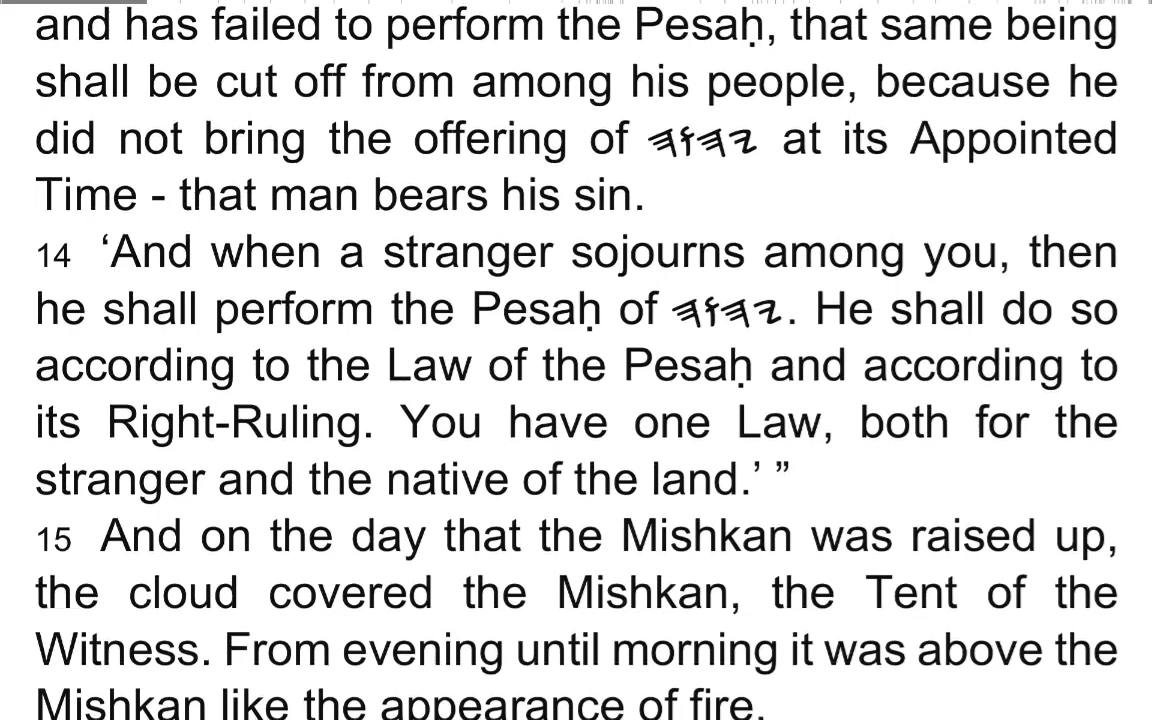 and has failed to perform the Pesaḥ, that same being
shall be cut off from among his people, because he
did not bring the offering of 𐤉𐤄𐤅𐤄 at its Appointed
Time - that man bears his sin.
14 ‘And when a stranger sojourns among you, then
he shall perform the Pesaḥ of 𐤉𐤄𐤅𐤄. He shall do so
according to the Law of the Pesaḥ and according to
its Right-Ruling. You have one Law, both for the
stranger and the native of the land.’ ”
15 And on the day that the Mishkan was raised up,
the cloud covered the Mishkan, the Tent of the
Witness. From evening until morning it was above the
Mishkan like the appearance of fire.